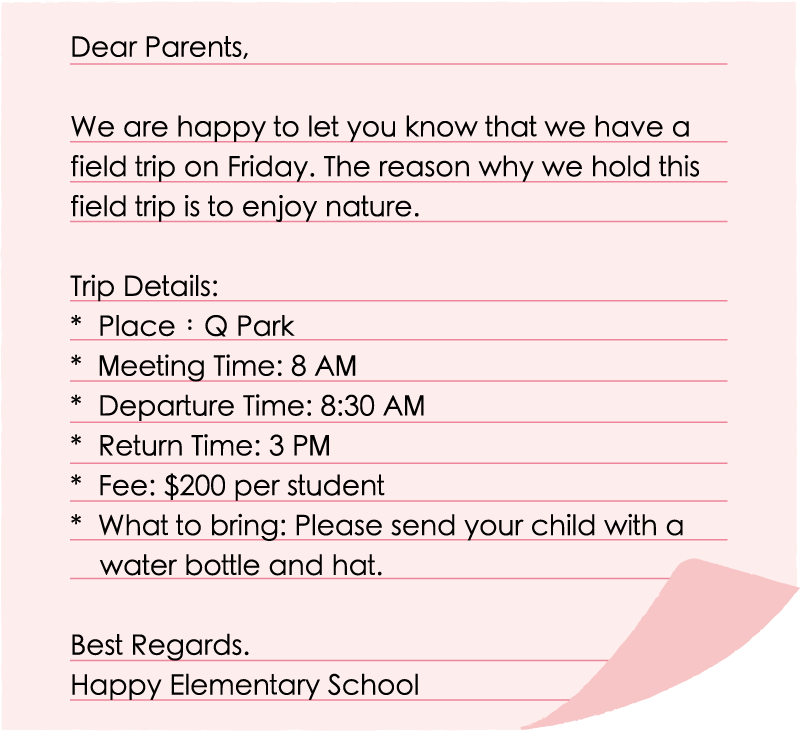 Dear Parents,
We are happy to let you know that we have a
field trip on Friday. The reason why we hold this
field trip is to enjoy nature.
Trip Details:
* Place：Q Park
* Meeting Time: 8 AM
* Departure Time: 8:30 AM
* Return Time: 3 PM
* Fee: $200 per student
* What to bring: Please send your child with a
water bottle and hat.
Best Regards.
Happy Elementary School